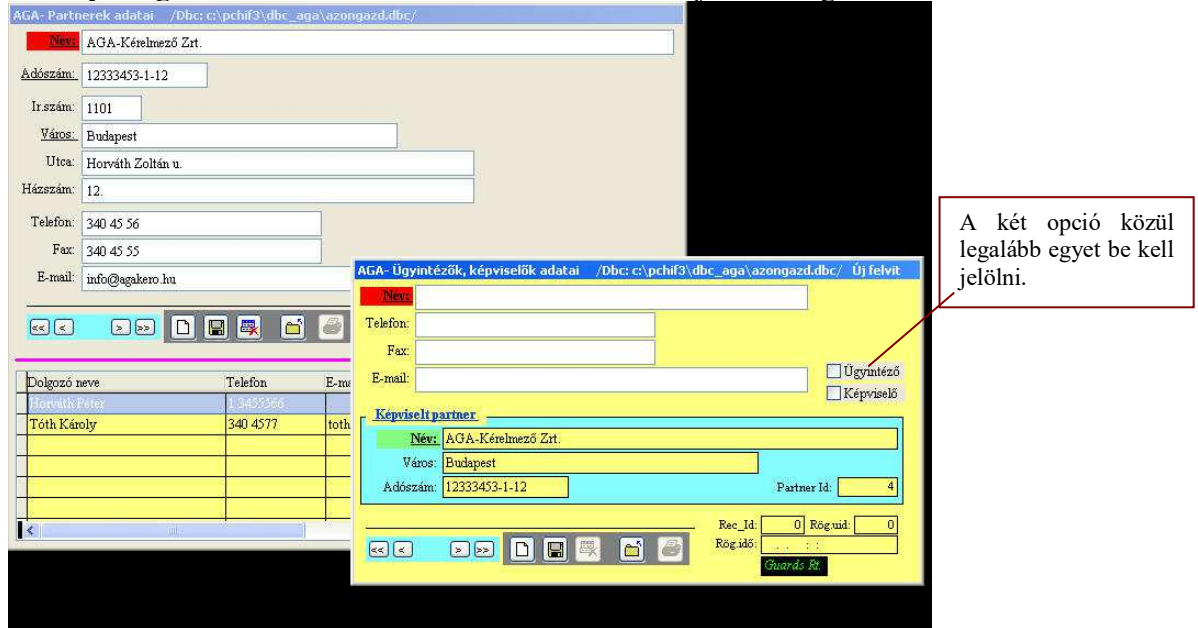 AGA- Partnerek adatai /Dbc: c:\pchif3\dbc_aga\azongazd.dbc/
Név: AGA-Kérelmező Zrt.
Adószám: 12333453-1-12
Ir.szám: 1101
Város: Budapest
Utca: Horváth Zoltán u.
Házszám: 12.
Telefon: 340 45 56
Fax: 340 45 55
E-mail: info@agakero.hu
<< < > >>
Dolgozó neve Telefon
Horváth Péter 1 3455566
Tóth Károly 340 4577 toth
AGA- Ügyintézők, képviselők adatai /Dbc: c:\pchif3\dbc_aga\azongazd.dbc/ Új felvit
Név:
Telefon:
Fax:
E-mail:
Ügyintéző
Képviselő
Képviselt partner
Név: AGA-Kérelmező Zrt.
Város: Budapest
Adószám: 12333453-1-12 Partner Id: 4
Rec_Id: 0 Rög.uid: 0
Rög.idő: . . : :
<< < > >>
Guards Rt.
A két opció közül
legalább egyet be kell
jelölni.